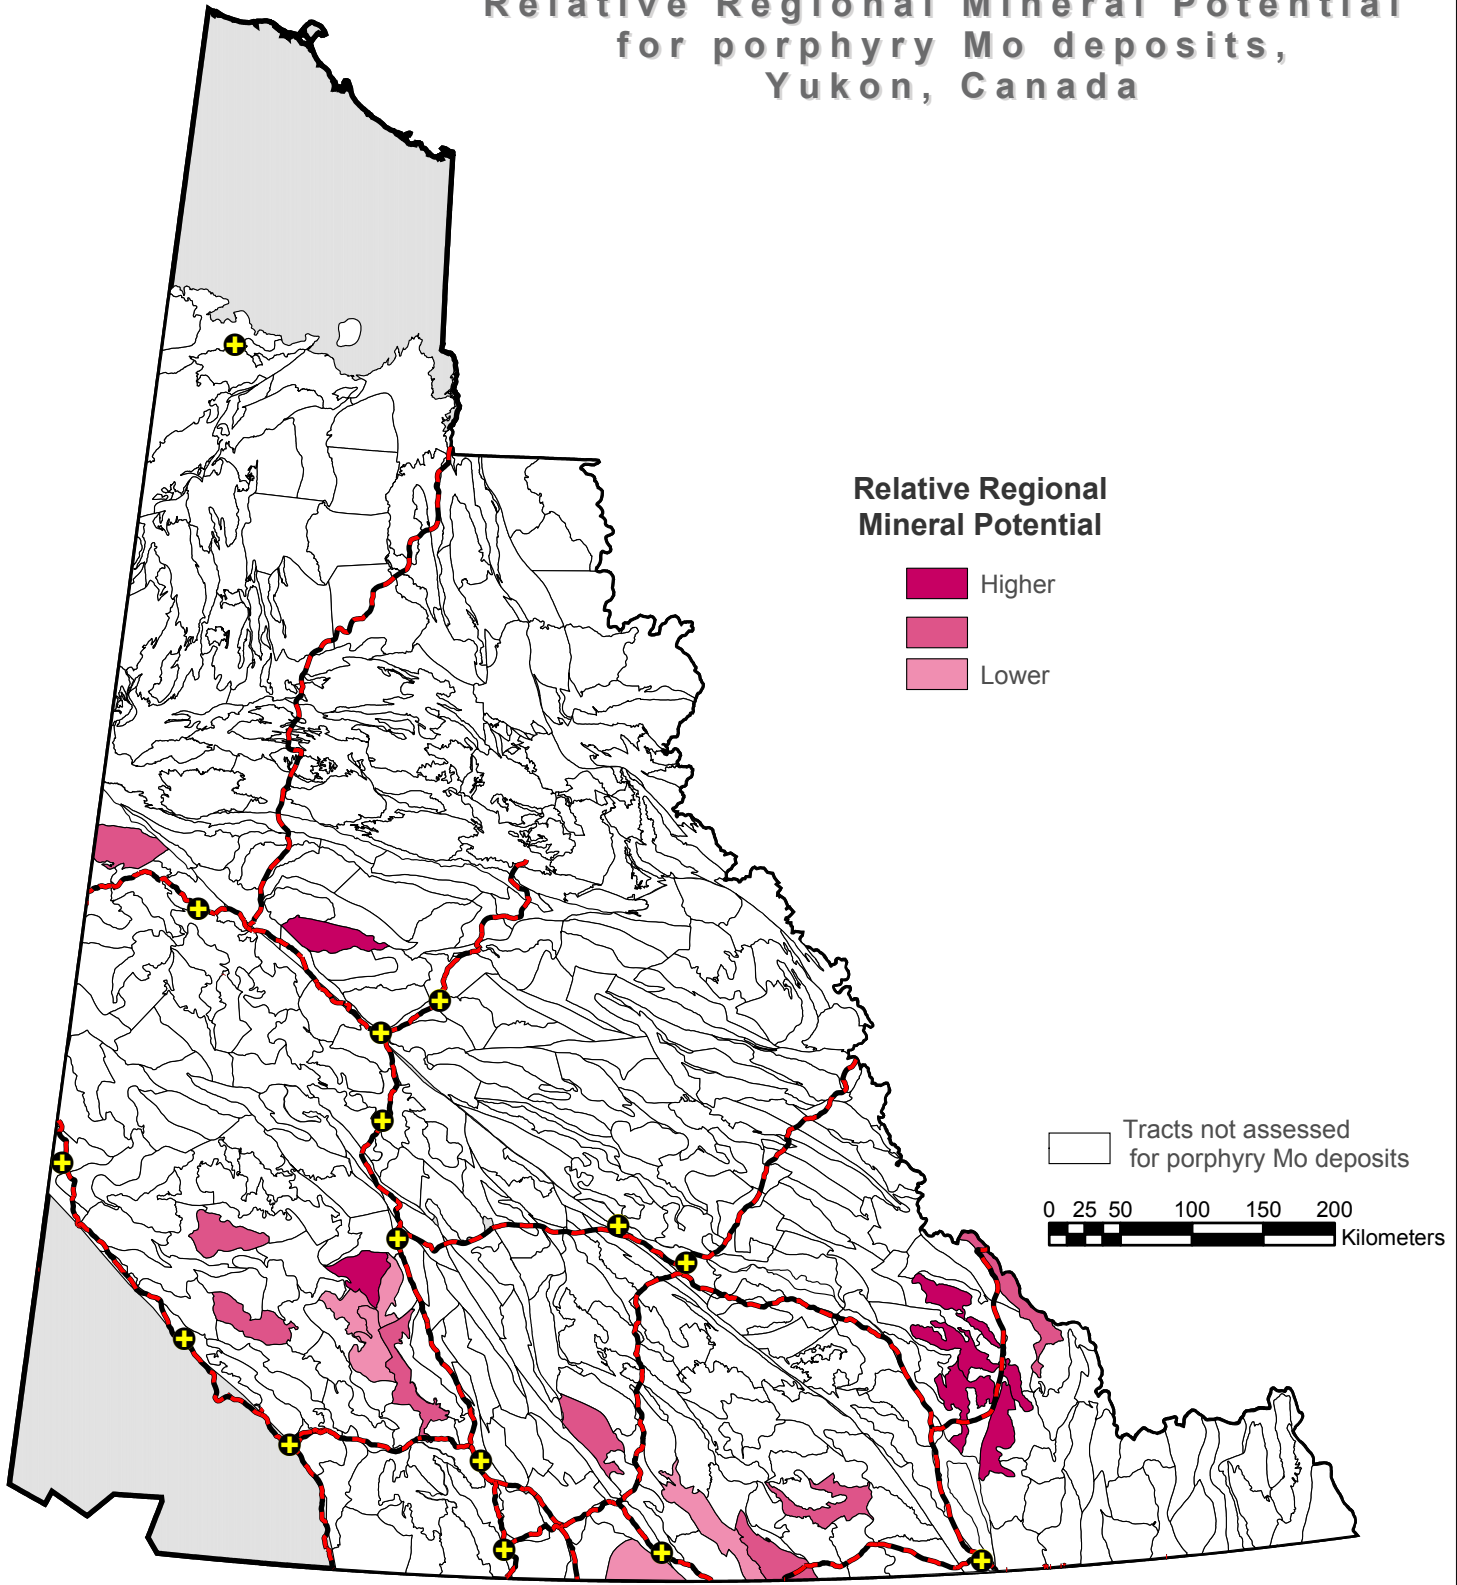 Relative Regional Mineral Potential
for porphyry Mo deposits,
Yukon, Canada
Relative Regional
Mineral Potential
Higher
Lower
Tracts not assessed
for porphyry Mo deposits
0 25 50 100 150 200
Kilometers